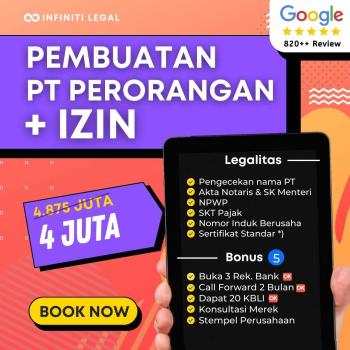 INFINITI LEGAL
Google
820++ Review
PEMBUATAN
PT PERORANGAN
+ IZIN
4.875 JUTA
4 JUTA
BOOK NOW
Legalitas
Pengecekan nama PT
Akta Notaris & SK Menteri
NPWP
SKT Pajak
Nomor Induk Berusaha
Sertifikat Standar *)
Bonus 5
Buka 3 Rek. Bank OK
Call Forward 2 Bulan OK
Dapat 20 KBLI OK
Konsultasi Merek
Stempel Perusahaan